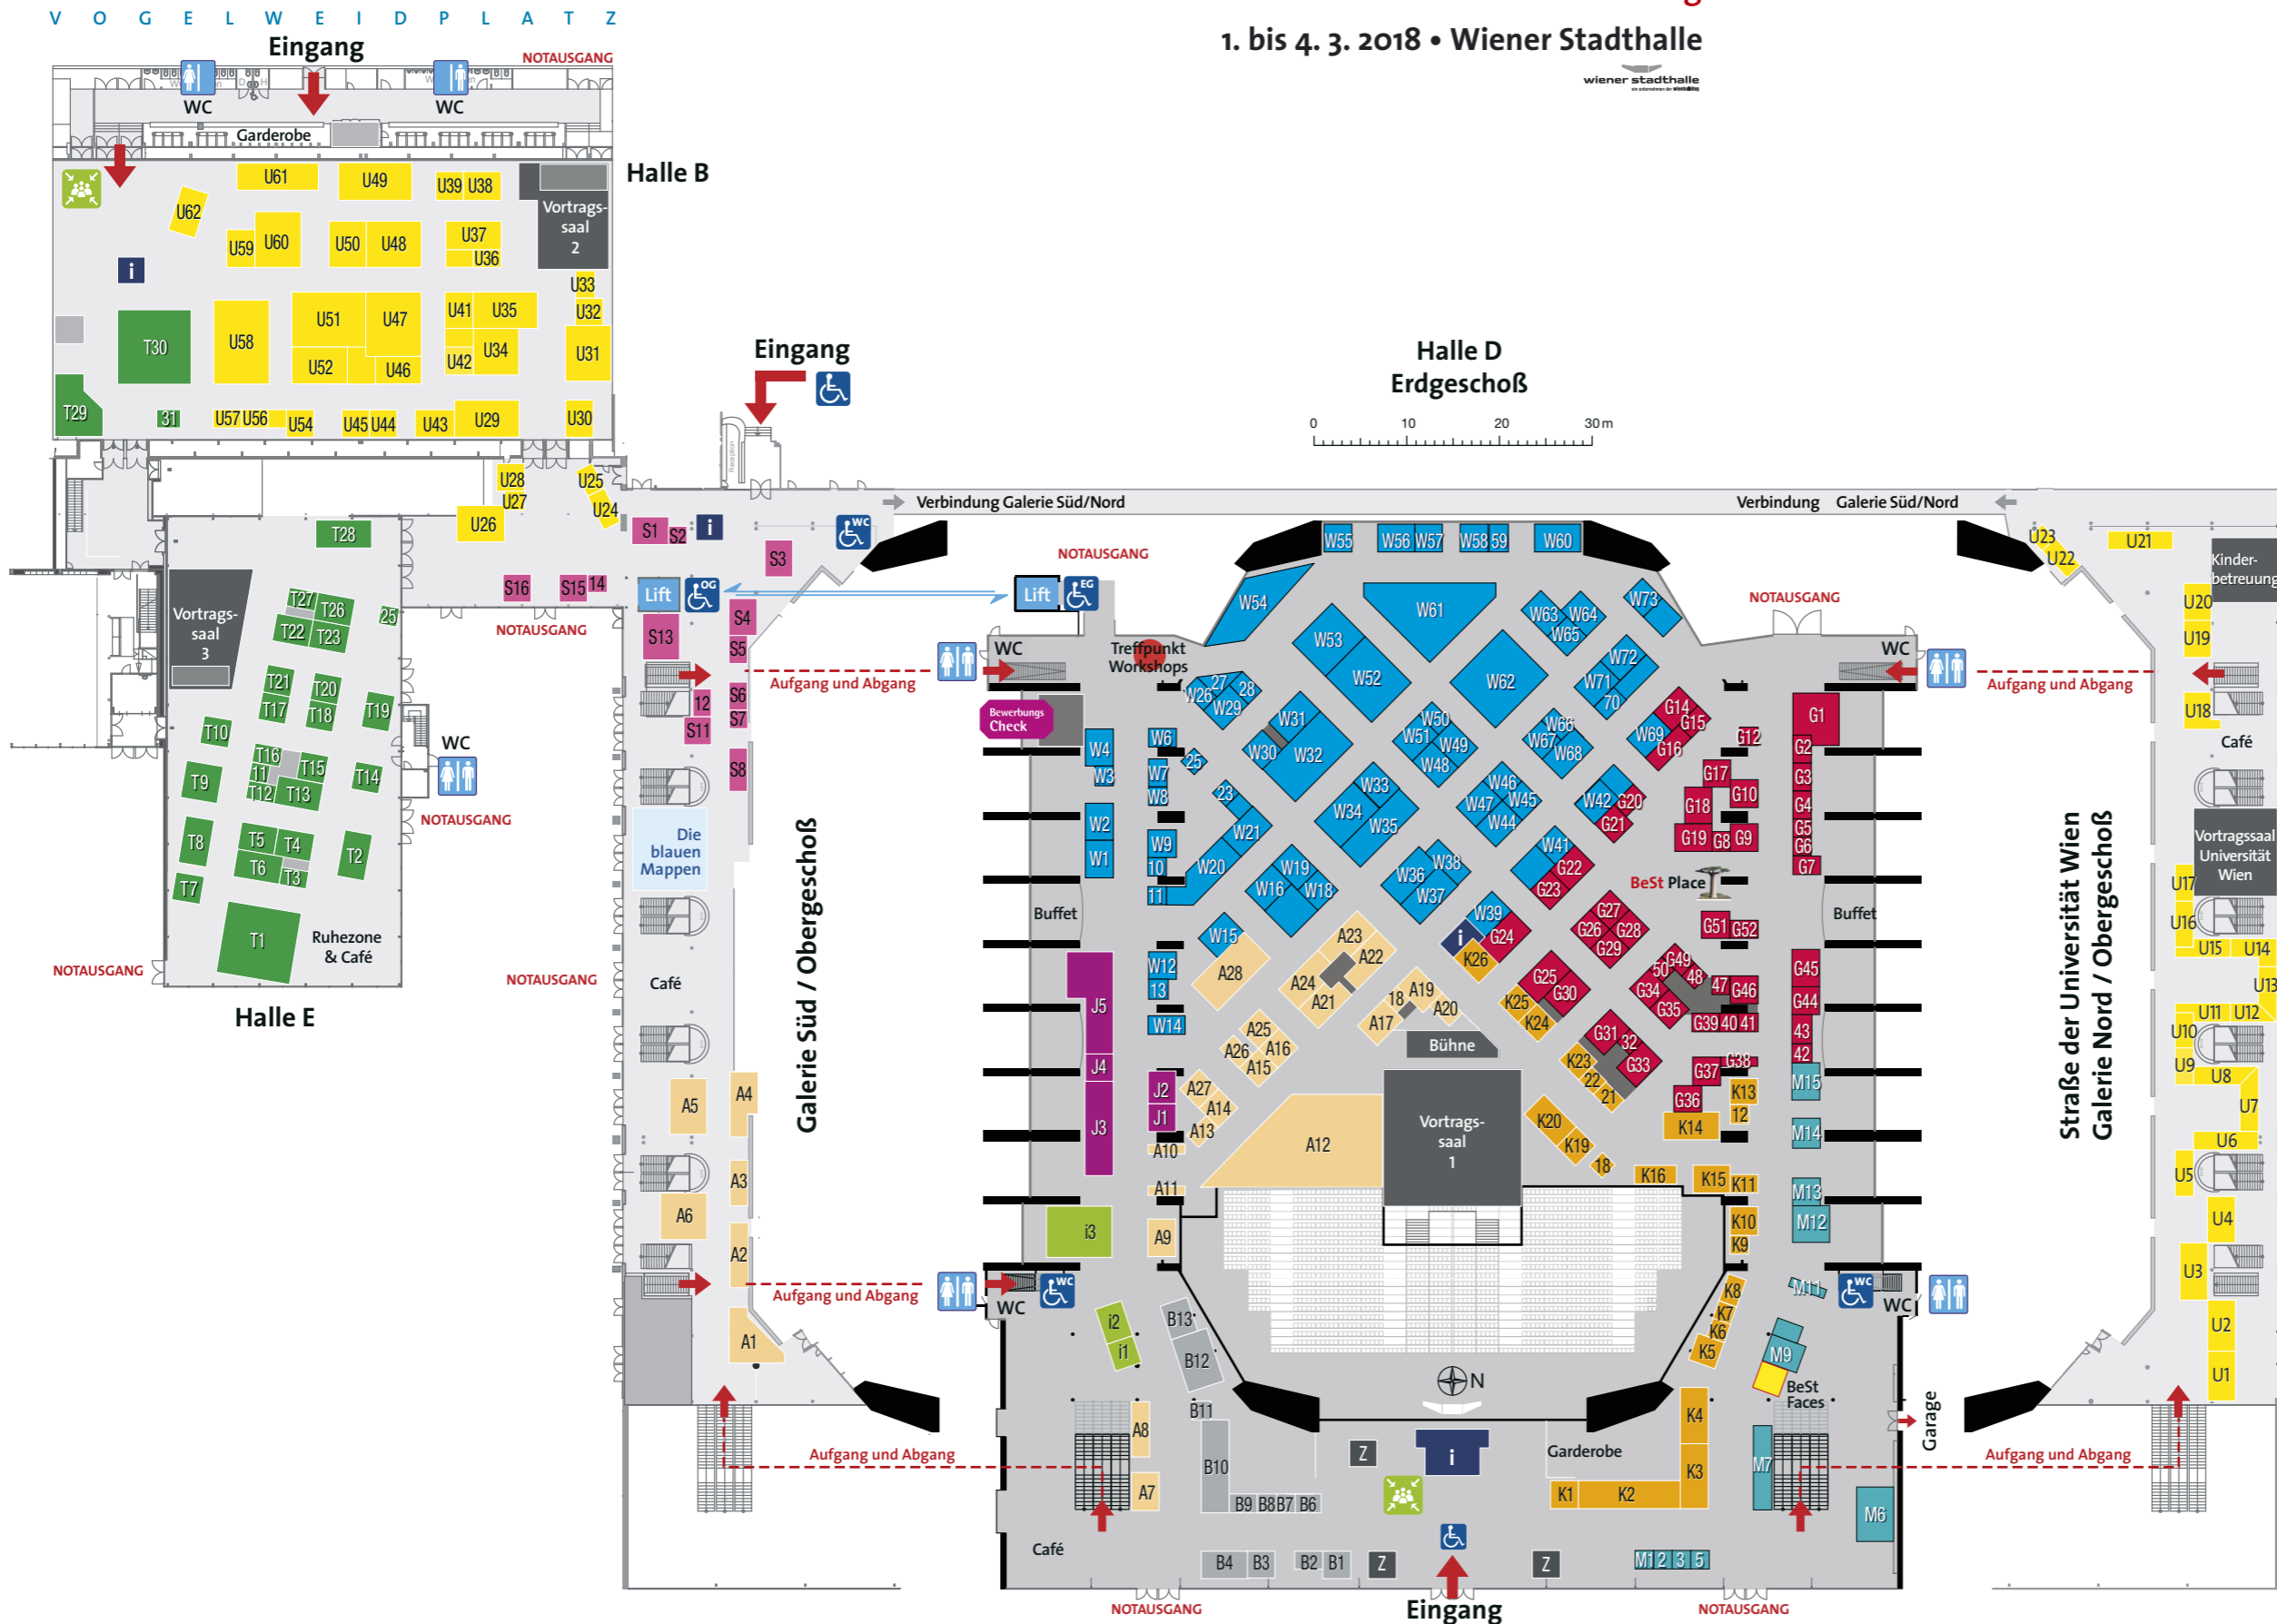 V O G E L W E I D P L A T Z
Eingang
NOTAUSGANG
WC
WC
Garderobe
1. bis 4. 3. 2018 • Wiener Stadthalle
wiener stadthalle
Halle B
U61
U49
U39
U38
U62
U59
U60
U50
U48
U37
U36
Vortrags-
saal
2
i
U33
U32
U31
T30
U58
U51
U47
U41
U35
U52
U46
U42
U34
T29
31
U57
U56
U54
U45
U44
U43
U29
U30
Eingang
Reception
Halle D
Erdgeschoß
0 10 20 30 m
U28
U27
U25
U24
U26
T28
Verbindung Galerie Süd/Nord
Verbindung Galerie Süd/Nord
S1
S2
i
S3
WC
S16
S15
14
NOTAUSGANG
Lift
OG
Lift
EG
NOTAUSGANG
Vortrags-
saal
3
T27
T26
25
T22
T23
T21
T20
T17
T18
T19
T10
T16
11
T15
T12
T13
T14
T9
T8
T5
T4
T6
T3
T2
T7
T1
Ruhezone
& Café
WC
NOTAUSGANG
NOTAUSGANG
NOTAUSGANG
Halle E
S13
S4
S5
12
S6
S7
S11
S8
Aufgang und Abgang
Die
blauen
Mappen
Café
Galerie Süd / Obergeschoß
A5
A4
A3
A6
A2
A1
Aufgang und Abgang
Aufgang und Abgang
WC
Treffpunkt
Workshops
Bewerbungs
Check
W55
W56
W57
W58
59
W60
W54
W61
W63
W64
W65
W73
W53
W52
W62
W72
W71
70
W26
27
28
W29
W31
W30
W32
W50
W51
W49
W48
W66
W67
W68
W69
G14
G15
G16
W4
W3
W6
W7
W8
25
23
W2
W1
W9
10
11
W21
W20
W33
W34
W35
W46
W47
W45
W44
W42
G20
G21
W19
W16
W18
W38
W36
W37
W41
G22
G23
W39
i
G24
K26
W15
W12
13
W14
NOTAUSGANG
WC
Aufgang und Abgang
G1
G12
G2
G3
G4
G5
G6
G7
G17
G10
G18
G19
G8
G9
BeSt Place
G51
G52
G27
G26
G28
G29
G25
G30
G49
50
48
47
G46
G34
G35
G39
40
41
G45
G44
43
42
G31
32
G33
G38
G37
G36
Buffet
Buffet
J5
J4
J3
J2
J1
A28
A23
A22
A24
A21
A19
18
A20
A17
A25
A26
A16
A15
A27
A14
A13
A10
A11
A12
A9
Bühne
Vortrags-
saal
1
K25
K24
K23
22
21
K20
K19
18
K13
12
K14
K16
K15
K11
K10
K9
K8
K7
K6
K5
M15
M14
M13
M12
M11
M9
BeSt
Faces
i3
i2
i1
WC
WC
WC
WC
B13
B12
B11
B10
B9
B8
B7
B6
B4
B3
B2
B1
A8
A7
Café
N
Z
i
Garderobe
K4
K3
K1
K2
M7
M6
M1
2
3
5
Z
Z
Garage
Aufgang und Abgang
NOTAUSGANG
Eingang
NOTAUSGANG
Straße der Universität Wien
Galerie Nord / Obergeschoß
U23
U22
U21
Kinder-
betreuung
U20
U19
U18
Café
Vortragssaal
Universität
Wien
U17
U16
U15
U14
U13
U11
U12
U10
U9
U8
U7
U6
U5
U4
U3
U2
U1